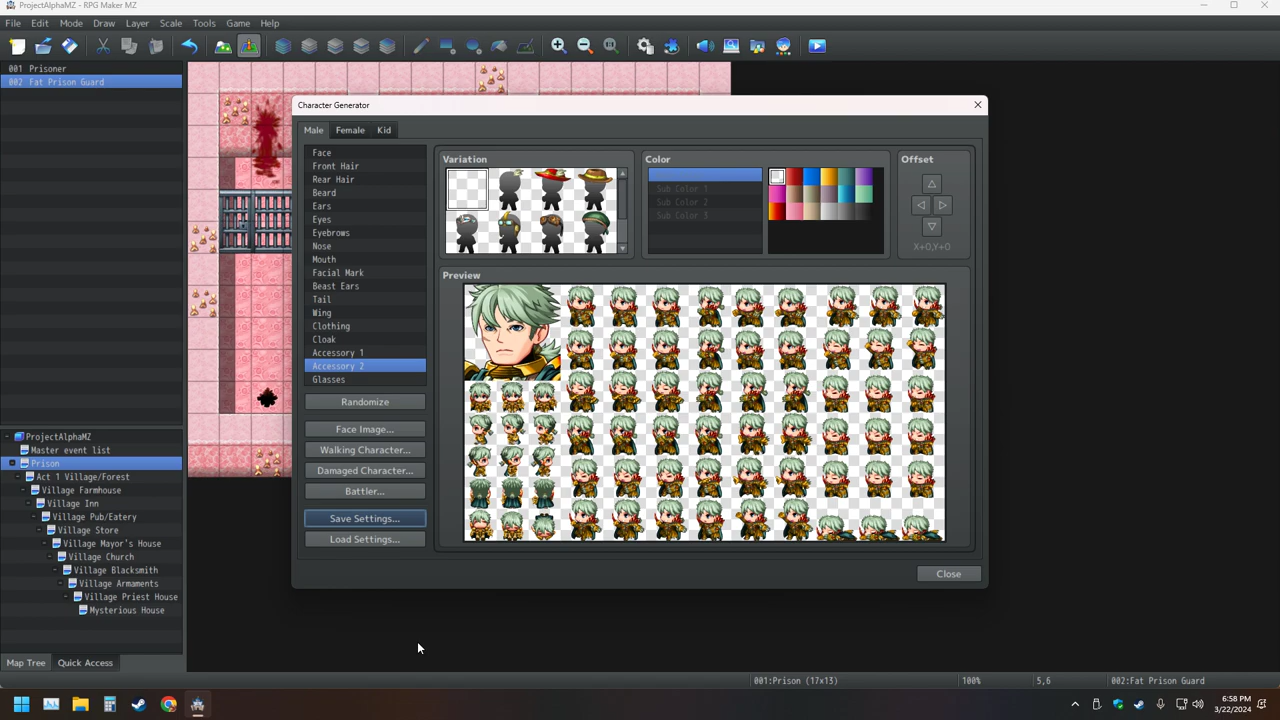 ProjectAlphaMZ - RPG Maker MZ
File Edit Mode Draw Layer Scale Tools Game Help
001 Prisoner
002 Fat Prison Guard
Character Generator
Male Female Kid
Face
Front Hair
Rear Hair
Beard
Ears
Eyes
Eyebrows
Nose
Mouth
Facial Mark
Beast Ears
Tail
Wing
Clothing
Cloak
Accessory 1
Accessory 2
Glasses
Randomize
Face Image...
Walking Character...
Damaged Character...
Battler...
Save Settings...
Load Settings...
Variation
Color
Sub Color 1
Sub Color 2
Sub Color 3
Offset
X+0,Y+0
Preview
Close
ProjectAlphaMZ
Master event list
Prison
Act 1 Village/Forest
Village Farmhouse
Village Inn
Village Pub/Eatery
Village Store
Village Mayor's House
Village Church
Village Blacksmith
Village Armaments
Village Priest House
Mysterious House
Map Tree Quick Access
001:Prison (17×13) 100% 5,6 002:Fat Prison Guard
6:58 PM
3/22/2024